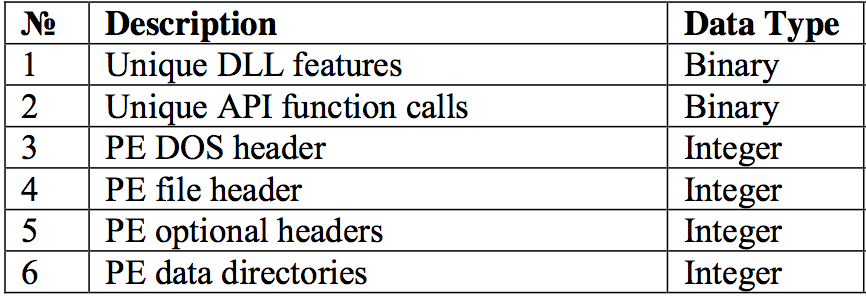 № Description Data Type
1 Unique DLL features Binary
2 Unique API function calls Binary
3 PE DOS header Integer
4 PE file header Integer
5 PE optional headers Integer
6 PE data directories Integer